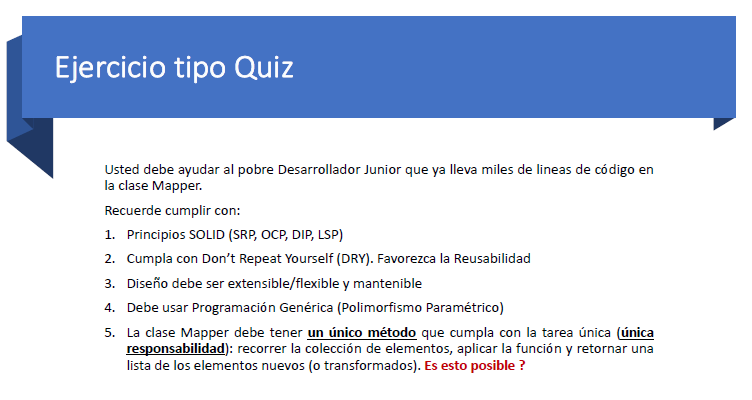 Ejercicio tipo Quiz
Usted debe ayudar al pobre Desarrollador Junior que ya lleva miles de lineas de código en
la clase Mapper.
Recuerde cumplir con:
1. Principios SOLID (SRP, OCP, DIP, LSP)
2. Cumpla con Don’t Repeat Yourself (DRY). Favorezca la Reusabilidad
3. Diseño debe ser extensible/flexible y mantenible
4. Debe usar Programación Genérica (Polimorfismo Paramétrico)
5. La clase Mapper debe tener un único método que cumpla con la tarea única (única
responsabilidad): recorrer la colección de elementos, aplicar la función y retornar una
lista de los elementos nuevos (o transformados). Es esto posible ?